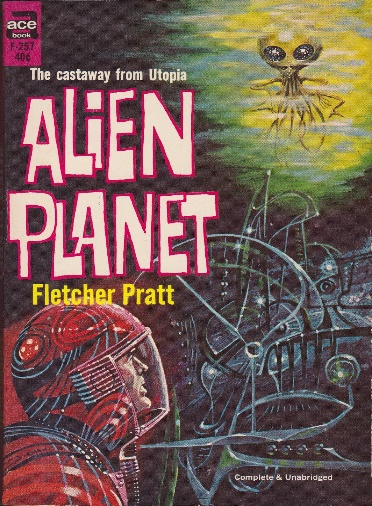 ace
book
F-257
40¢
The castaway from Utopia
ALiEN
PLANET
Fletcher Pratt
Complete & Unabridged